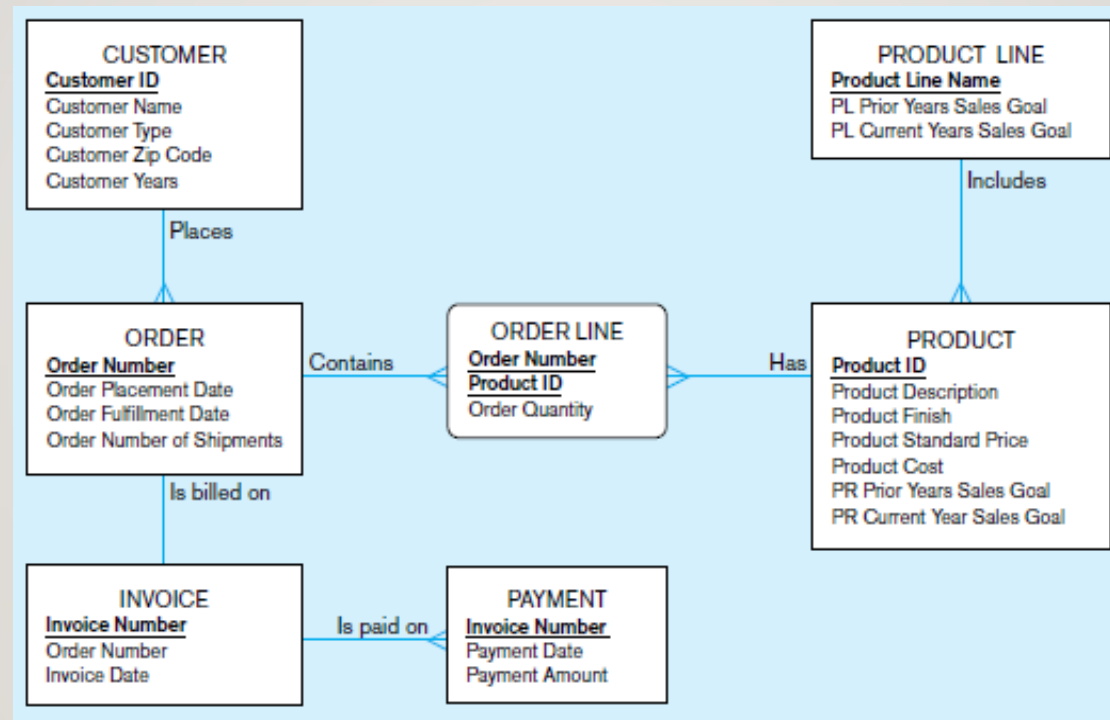 CUSTOMER
Customer ID
Customer Name
Customer Type
Customer Zip Code
Customer Years
PRODUCT LINE
Product Line Name
PL Prior Years Sales Goal
PL Current Years Sales Goal
Places
Includes
ORDER
Order Number
Order Placement Date
Order Fulfillment Date
Order Number of Shipments
Contains
ORDER LINE
Order Number
Product ID
Order Quantity
Has
PRODUCT
Product ID
Product Description
Product Finish
Product Standard Price
Product Cost
PR Prior Years Sales Goal
PR Current Year Sales Goal
Is billed on
INVOICE
Invoice Number
Order Number
Invoice Date
Is paid on
PAYMENT
Invoice Number
Payment Date
Payment Amount